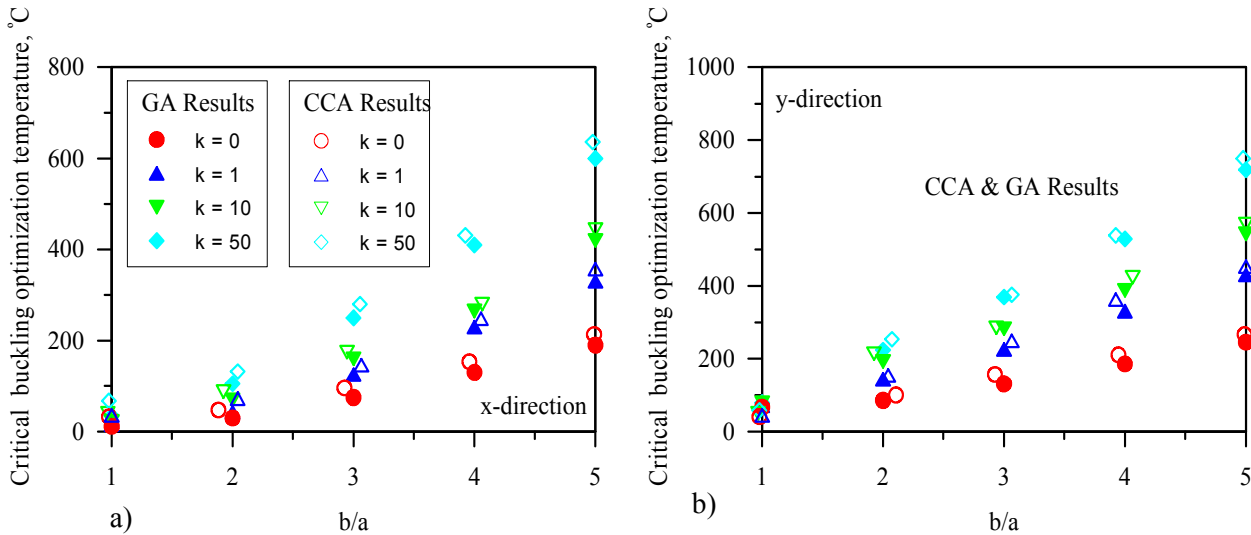 Critical buckling optimization temperature, °C
800
600
400
200
0
GA Results
k = 0
k = 1
k = 10
k = 50
CCA Results
k = 0
k = 1
k = 10
k = 50
x-direction
1 2 3 4 5
a)
b/a
Critical buckling optimization temperature, °C
1000
800
600
400
200
0
y-direction
CCA & GA Results
1 2 3 4 5
b)
b/a